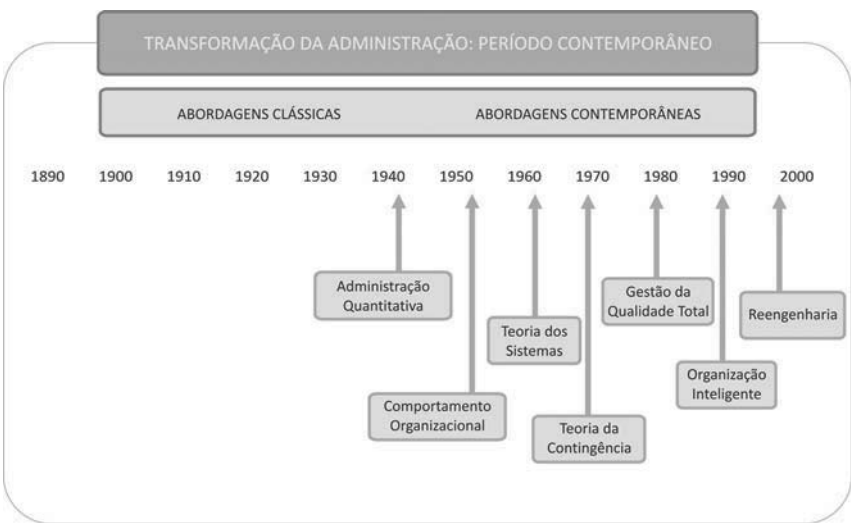 TRANSFORMAÇÃO DA ADMINISTRAÇÃO: PERÍODO CONTEMPORÂNEO
ABORDAGENS CLÁSSICAS ABORDAGENS CONTEMPORÂNEAS
1890 1900 1910 1920 1930 1940 1950 1960 1970 1980 1990 2000
Administração
Quantitativa
Comportamento
Organizacional
Teoria dos
Sistemas
Teoria da
Contingência
Gestão da
Qualidade Total
Organização
Inteligente
Reengenharia